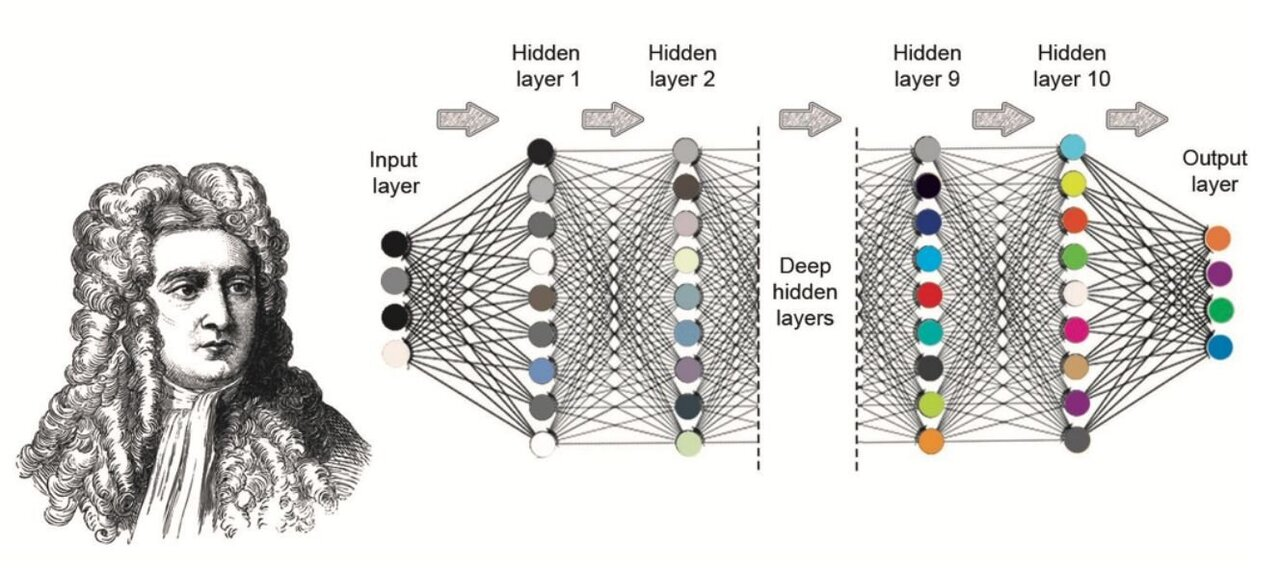 Input
layer
Hidden
layer 1
Hidden
layer 2
Deep
hidden
layers
Hidden
layer 9
Hidden
layer 10
Output
layer